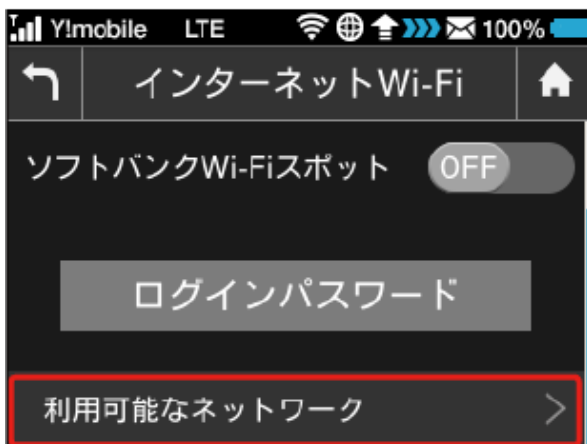 Y!mobile LTE 100%
インターネットWi-Fi
ソフトバンクWi-Fiスポット OFF
ログインパスワード
利用可能なネットワーク